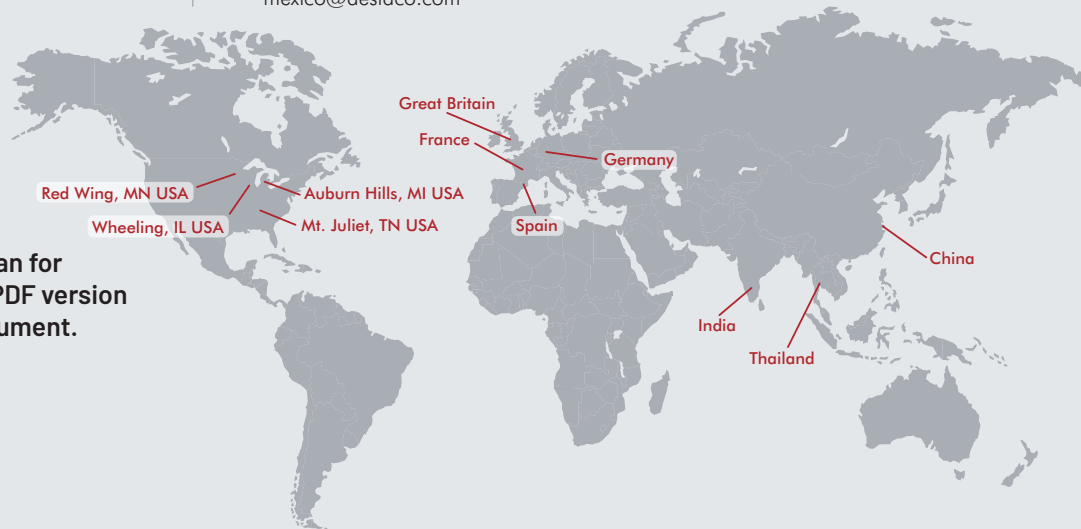 mexico@destaco.com
Great Britain
France
Germany
Red Wing, MN USA
Auburn Hills, MI USA
Wheeling, IL USA
Mt. Juliet, TN USA
Spain
an for
PDF version
ument.
China
India
Thailand